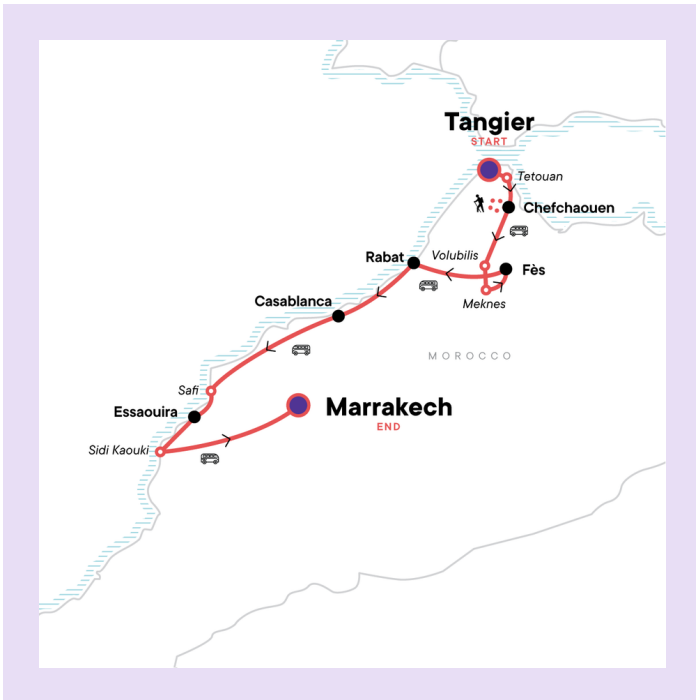 Tangier
START
Tetouan
Chefchaouen
Volubilis
Rabat
Fès
Meknes
Casablanca
MOROCCO
Safi
Essaouira
Marrakech
END
Sidi Kaouki